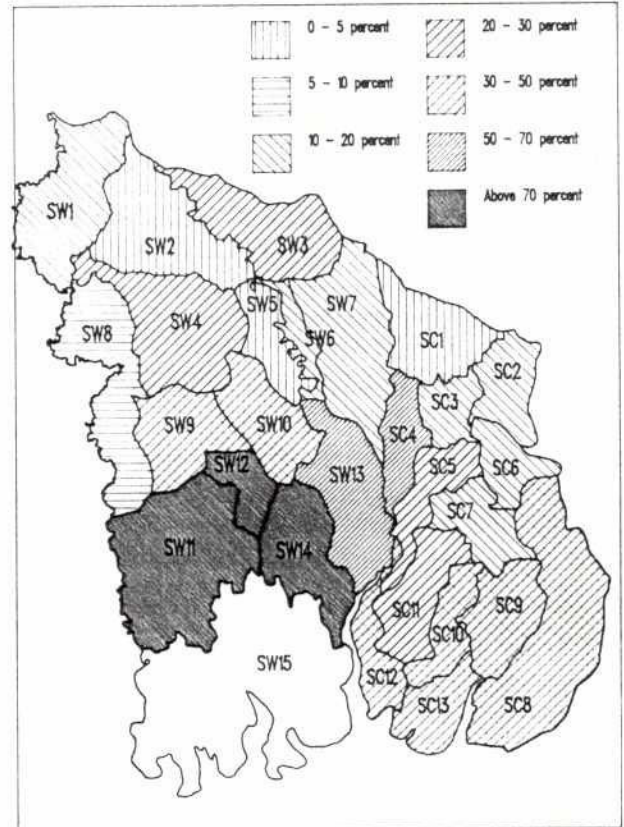 0 - 5 percent
20 - 30 percent
5 - 10 percent
30 - 50 percent
10 - 20 percent
50 - 70 percent
Above 70 percent
SW1
SW2
SW3
SW4
SW5
SW6
SW7
SC1
SC2
SW8
SC3
SW9
SW10
SC4
SC5
SC6
SW12
SW13
SC7
SW11
SW14
SC11
SC10
SC9
SW15
SC12
SC13
SC8